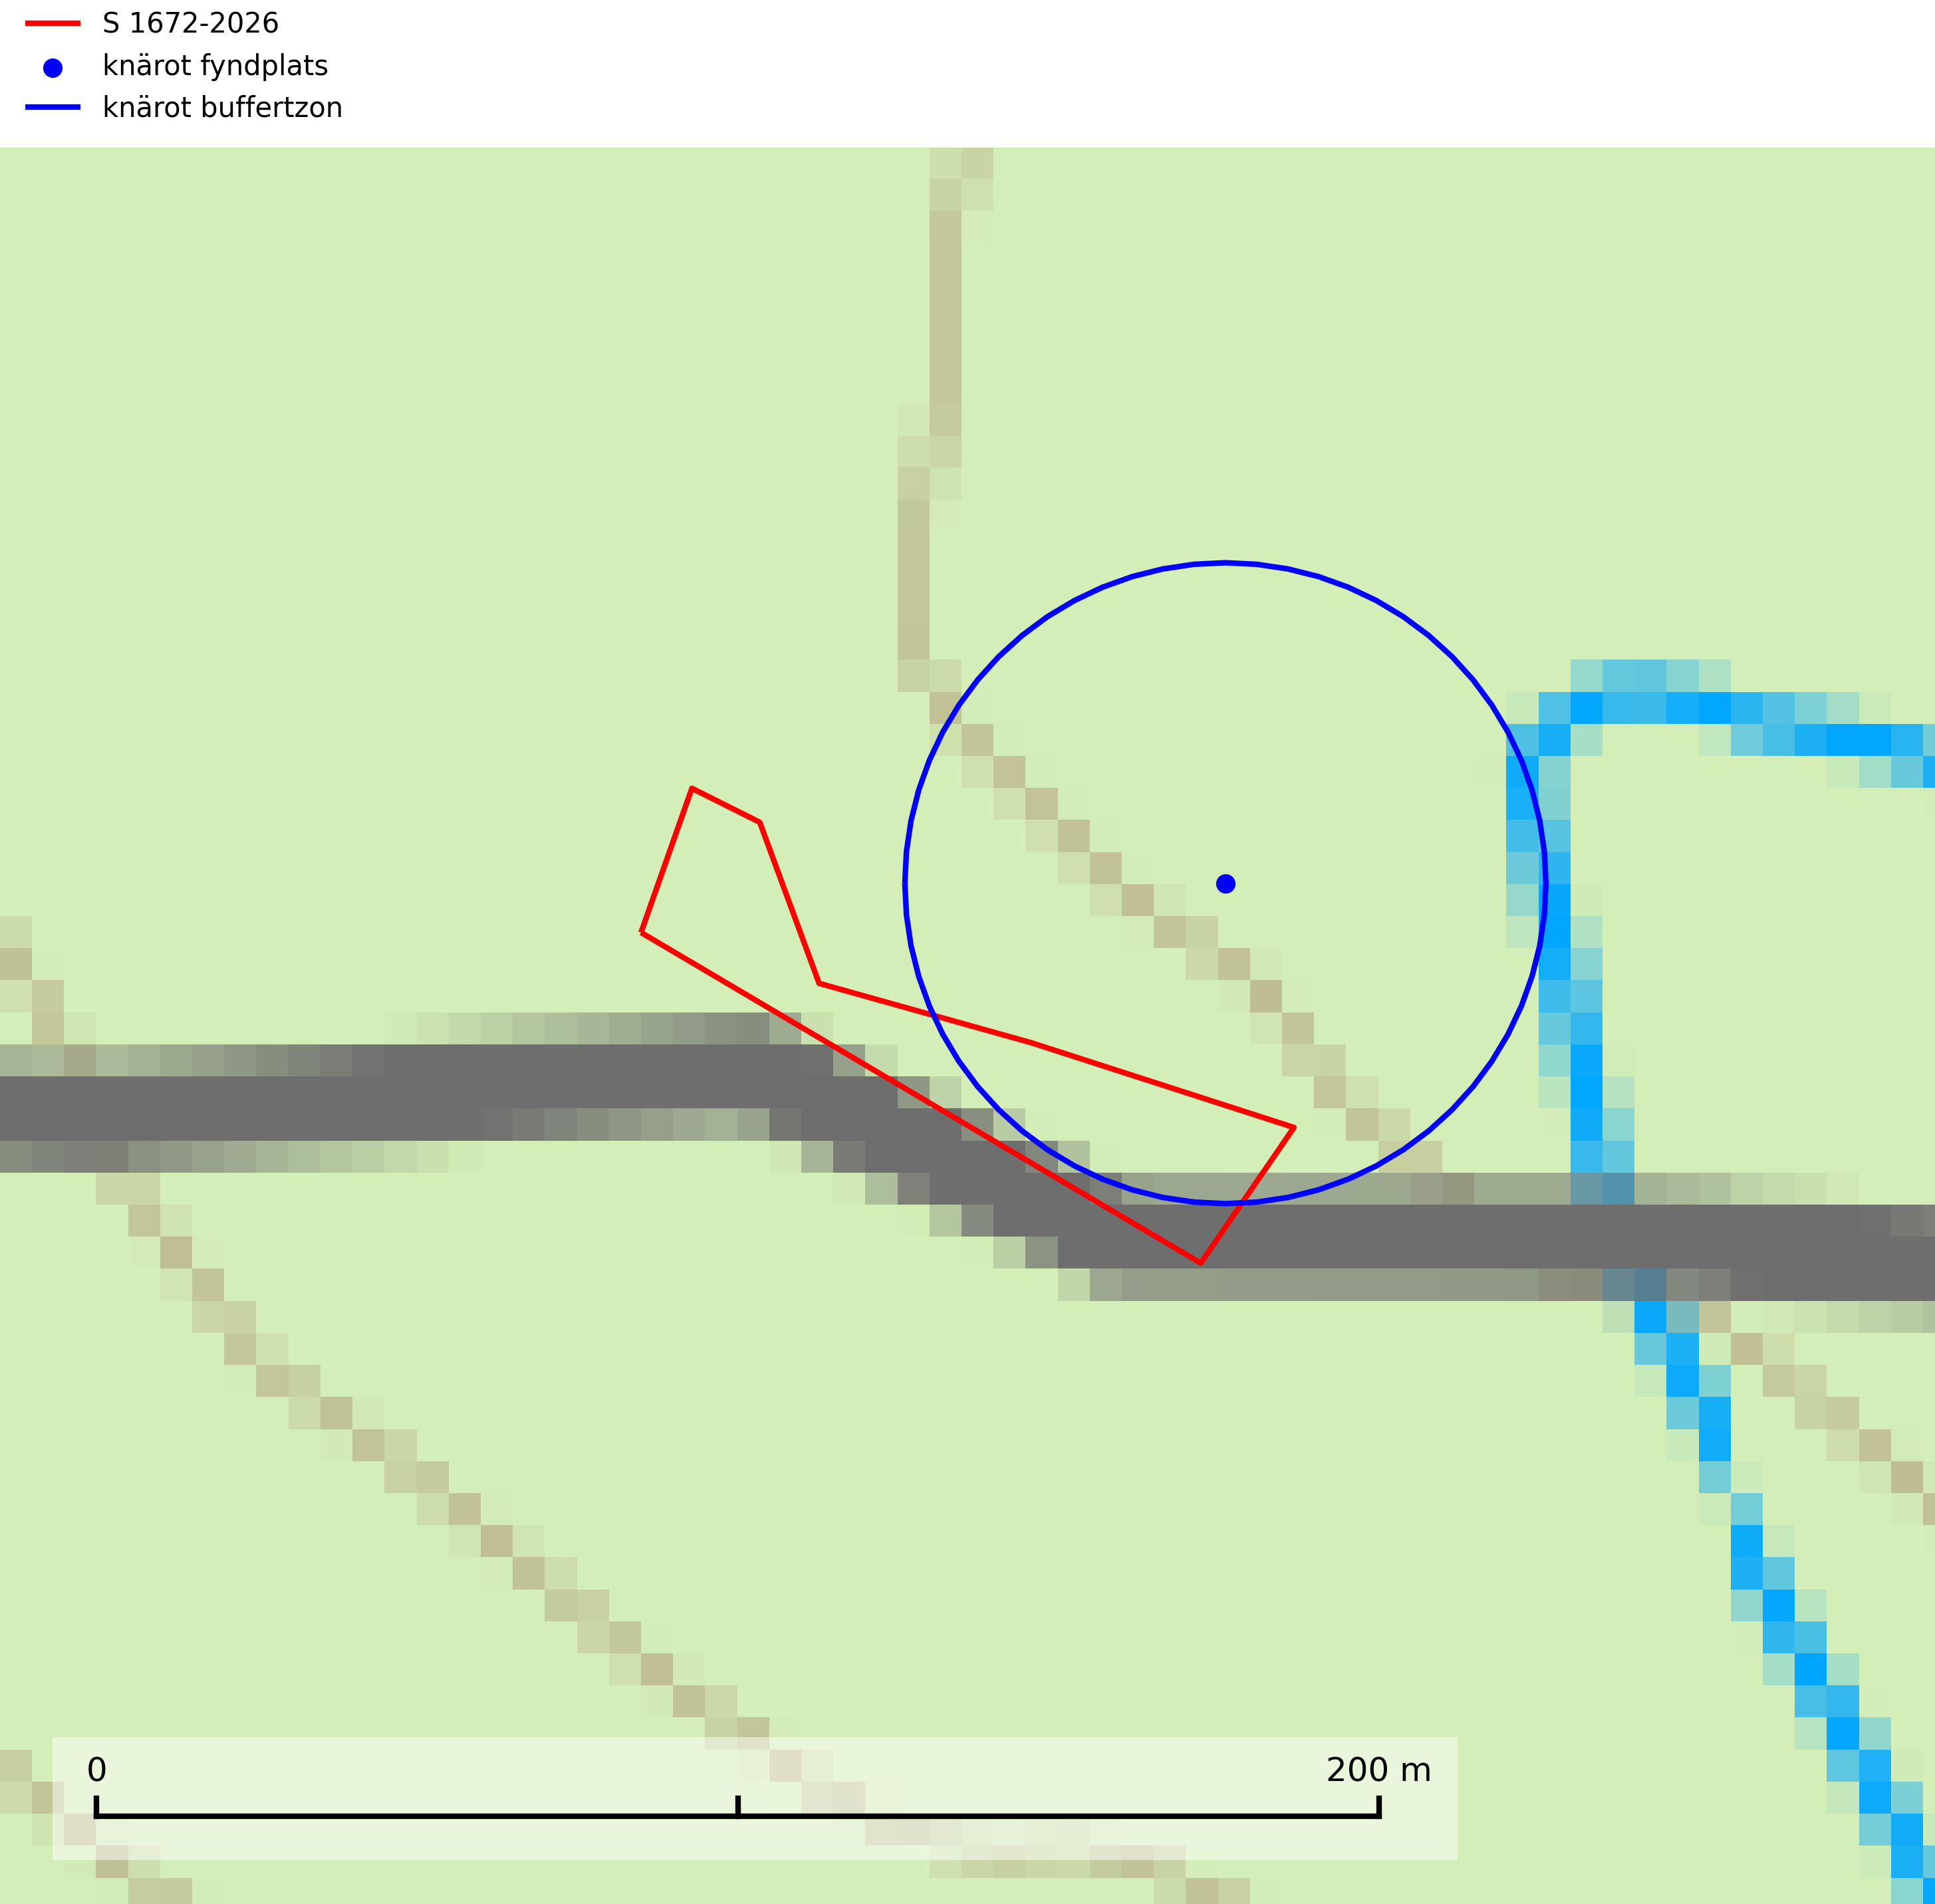 S 1672-2026
knärot fyndplats
knärot buffertzon
0 200 m